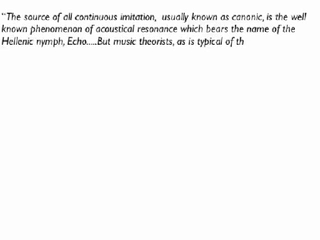 “The source of all continuous imitation,  usually known as canonic, is the well
known phenomenon of acoustical resonance which bears the name of the
Hellenic nymph, Echo.....But music theorists, as is typical of th